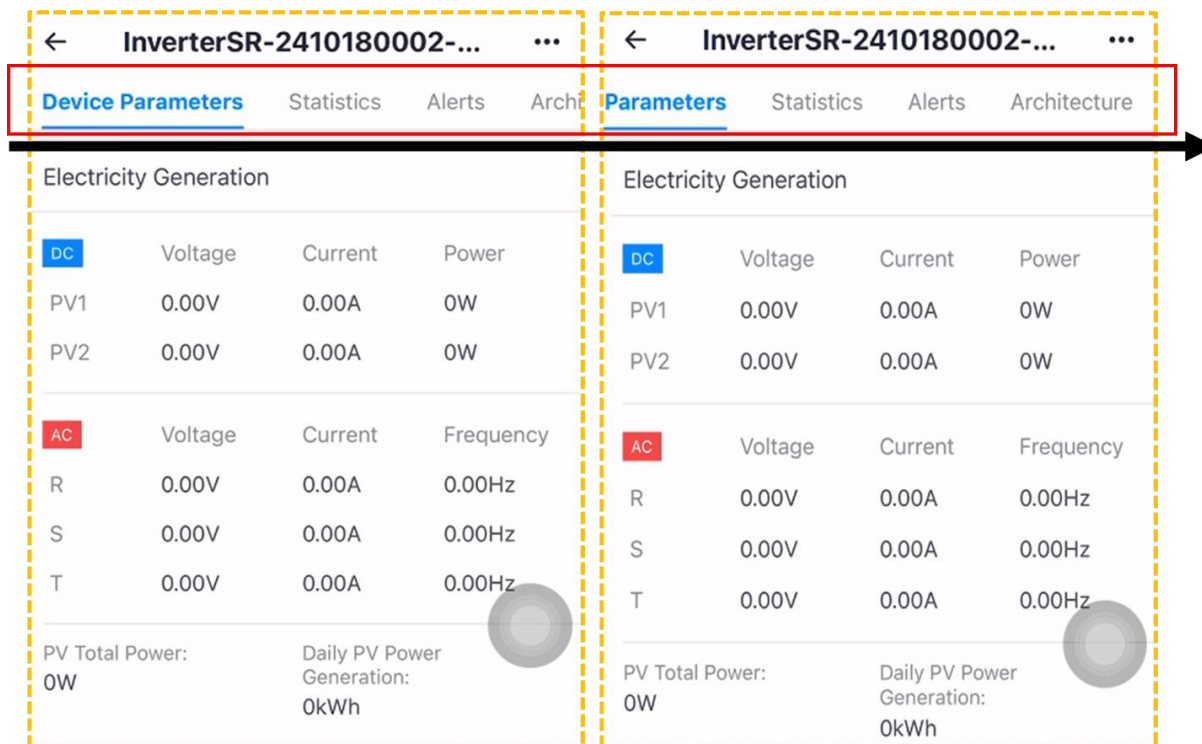 InverterSR-2410180002-...
Device Parameters Statistics Alerts Archi
Electricity Generation
DC Voltage Current Power
PV1 0.00V 0.00A 0W
PV2 0.00V 0.00A 0W
AC Voltage Current Frequency
R 0.00V 0.00A 0.00Hz
S 0.00V 0.00A 0.00Hz
T 0.00V 0.00A 0.00Hz
PV Total Power:
0W
Daily PV Power
Generation:
0kWh
InverterSR-2410180002-...
Parameters Statistics Alerts Architecture
Electricity Generation
DC Voltage Current Power
PV1 0.00V 0.00A 0W
PV2 0.00V 0.00A 0W
AC Voltage Current Frequency
R 0.00V 0.00A 0.00Hz
S 0.00V 0.00A 0.00Hz
T 0.00V 0.00A 0.00Hz
PV Total Power:
0W
Daily PV Power
Generation:
0kWh